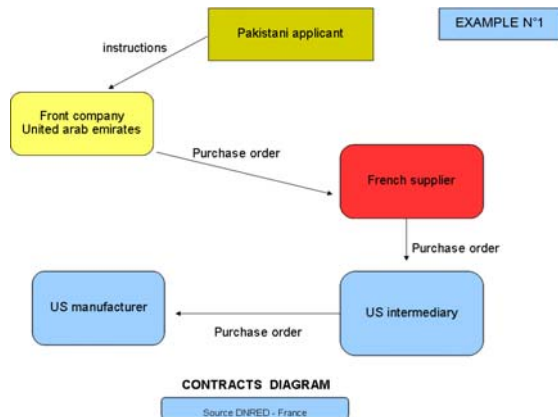 EXAMPLE N°1
Pakistani applicant
instructions
Front company
United arab emirates
Purchase order
French supplier
Purchase order
US manufacturer
US intermediary
Purchase order
CONTRACTS DIAGRAM
Source DNRED - France